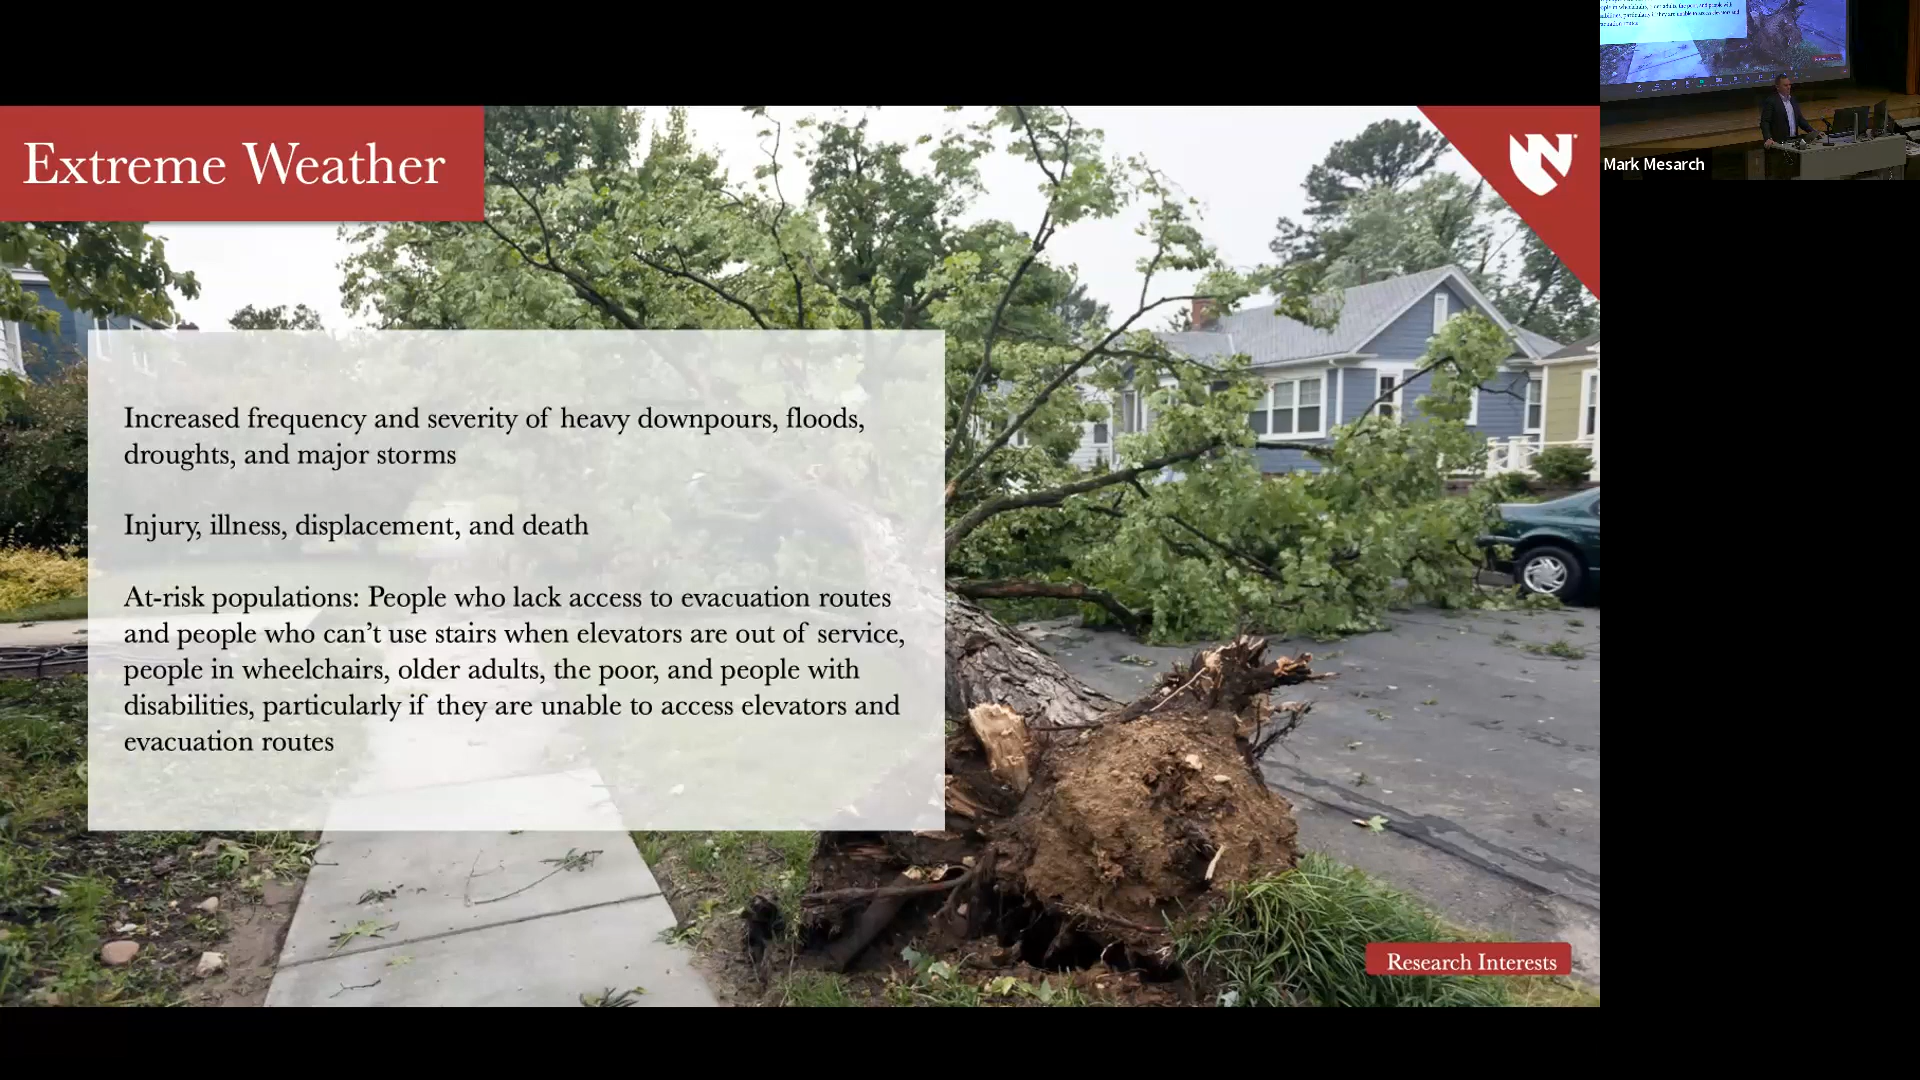 Extreme Weather
Increased frequency and severity of heavy downpours, floods,
droughts, and major storms
Injury, illness, displacement, and death
At-risk populations: People who lack access to evacuation routes
and people who can't use stairs when elevators are out of service,
people in wheelchairs, older adults, the poor, and people with
disabilities, particularly if they are unable to access elevators and
evacuation routes
Research Interests
N
Mark Mesarch